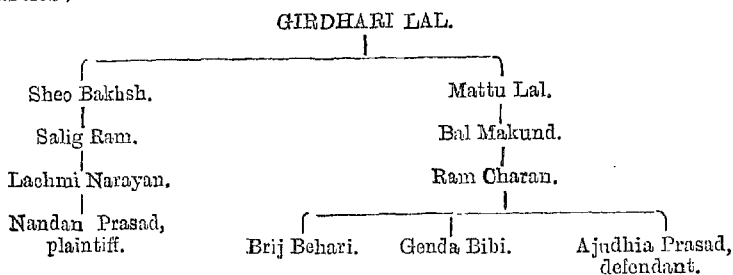 GIRDHARI LAL.
Sheo Bakhsh. Mattu Lal.
Salig Ram. Bal Makund.
Lachmi Narayan. Ram Charan.
Nandan Prasad, plaintiff. Brij Behari. Genda Bibi. Ajudhia Prasad, defendant.